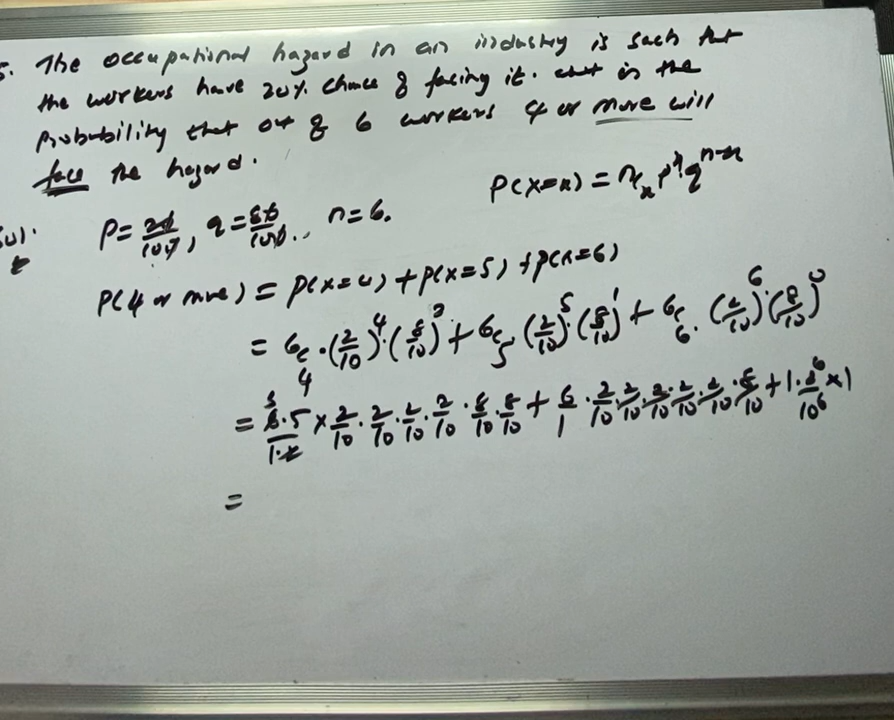 5. The occupational hazard in an industry is such that
the workers have 20% chance of facing it. what is the
Probability that out of 6 workers 4 or more will
face the hazard.
P(X=x) = nCx p^x q^n-x
Sol. P = 20/100, q = 80/100, n=6.
P(4 or more) = P(X=4) + P(X=5) + P(X=6)
= 6C4 · (2/10)^4 · (8/10)^2 + 6C5 (2/10)^5 · (8/10)^1 + 6C6 · (2/10)^6 · (8/10)^0
= 6·5/1·2 × 2/10 · 2/10 · 2/10 · 2/10 · 8/10 · 8/10 + 6/1 · 2/10 · 2/10 · 2/10 · 2/10 · 2/10 · 8/10 + 1 · 2^6/10^6 × 1
=